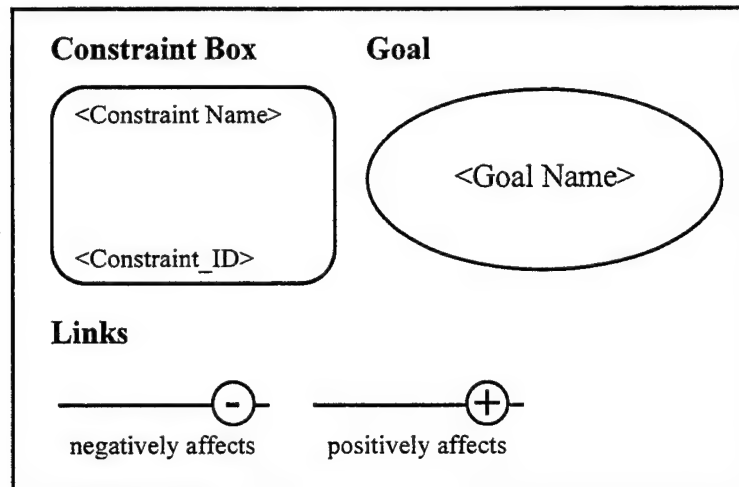 Constraint Box
Goal
<Constraint Name>
<Goal Name>
<Constraint_ID>
Links
-
+
negatively affects
positively affects